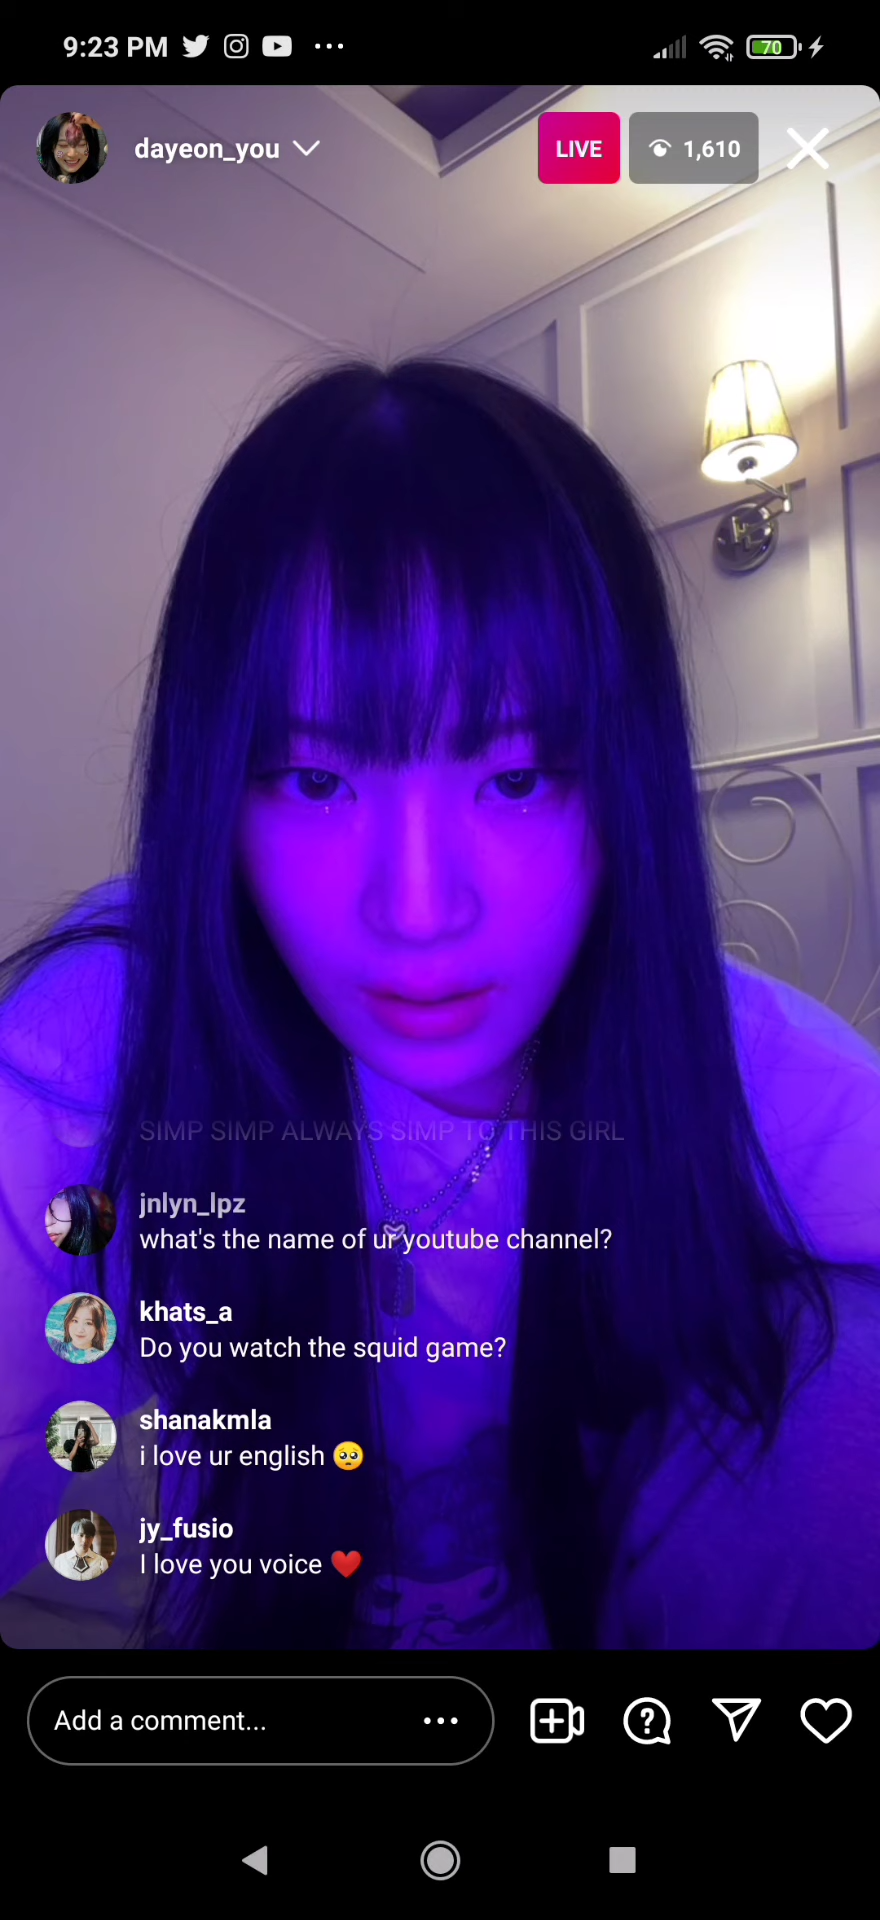 9:23 PM
70
dayeon_you
LIVE
1,610
SIMP SIMP ALWAYS SIMP TO THIS GIRL
jnlyn_lpz
what's the name of ur youtube channel?
khats_a
Do you watch the squid game?
shanakmla
i love ur english 🥺
jy_fusio
I love you voice ❤️
Add a comment...